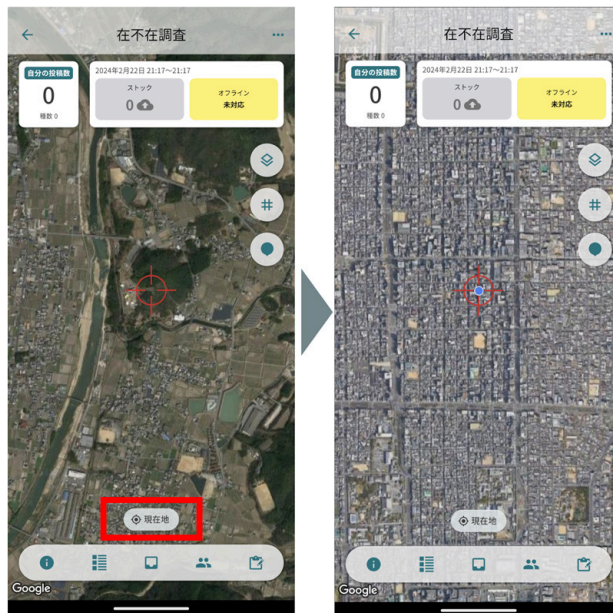 在不在調査
自分の投稿数
0
種数 0
2024年2月22日 21:17〜21:17
ストック
0
オフライン
未対応
現在地
Google
在不在調査
自分の投稿数
0
種数 0
2024年2月22日 21:17〜21:17
ストック
0
オフライン
未対応
現在地
Google